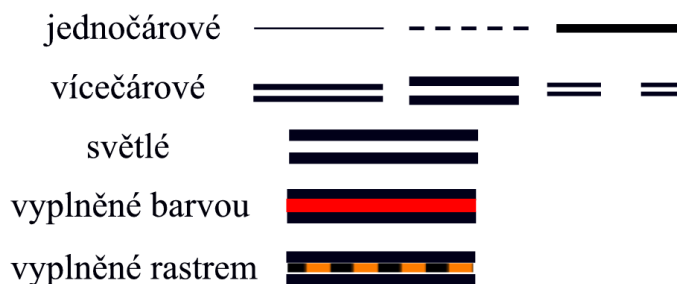 jednočárové
vícečárové
světlé
vyplněné barvou
vyplněné rastrem